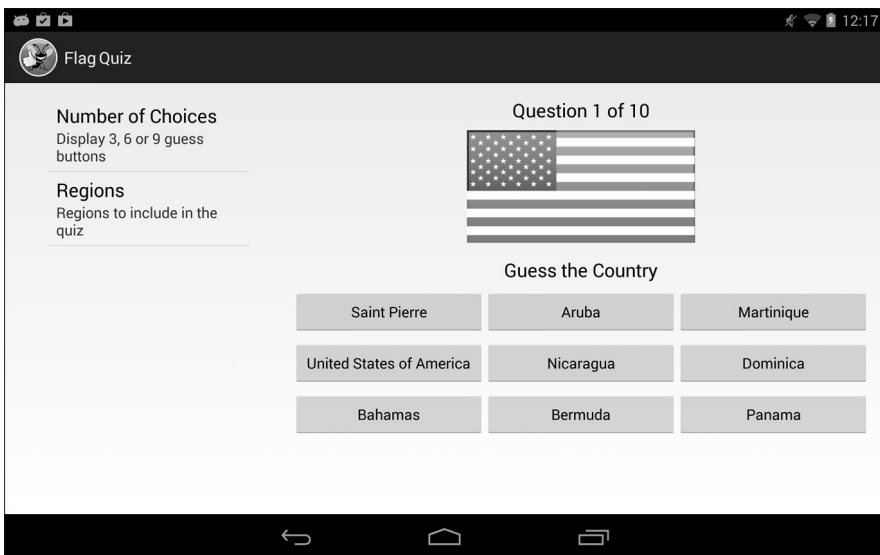 12:17
Flag Quiz
Number of Choices
Display 3, 6 or 9 guess
buttons
Regions
Regions to include in the
quiz
Question 1 of 10
Guess the Country
Saint Pierre
Aruba
Martinique
United States of America
Nicaragua
Dominica
Bahamas
Bermuda
Panama